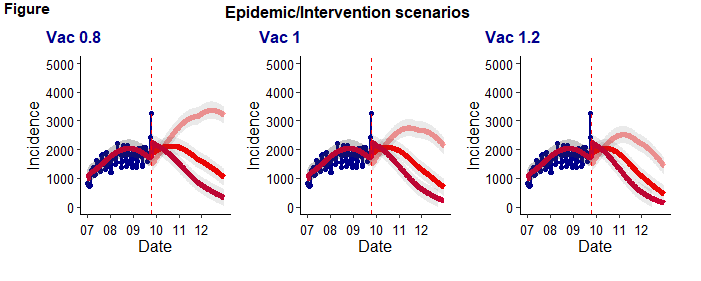 Figure
Epidemic/Intervention scenarios
Vac 0.8
Incidence
5000
4000
3000
2000
1000
0
07 08 09 10 11 12
Date
Vac 1
Incidence
5000
4000
3000
2000
1000
0
07 08 09 10 11 12
Date
Vac 1.2
Incidence
5000
4000
3000
2000
1000
0
07 08 09 10 11 12
Date